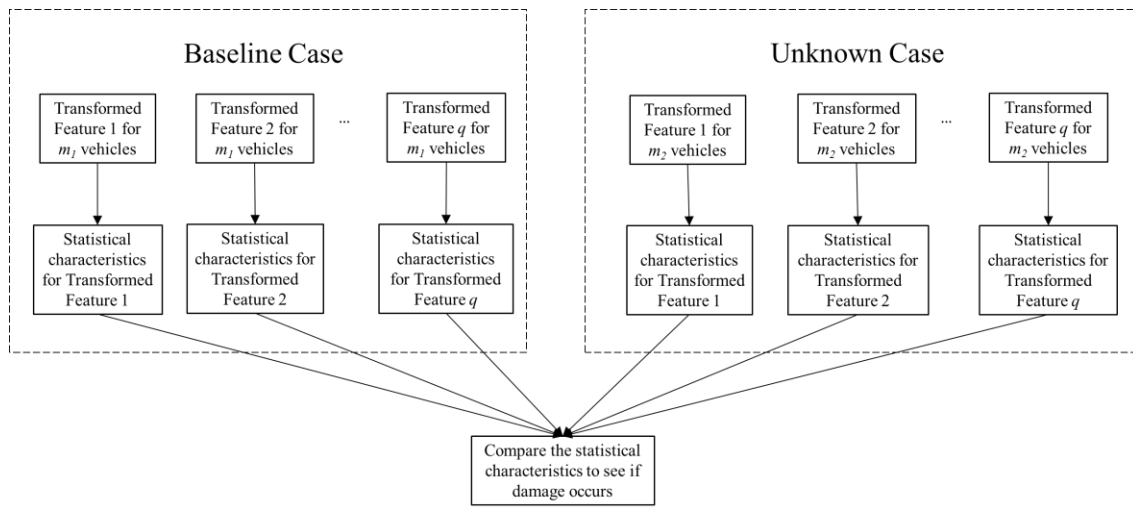 Baseline Case
Transformed
Feature 1 for
m1 vehicles
Transformed
Feature 2 for
m1 vehicles
...
Transformed
Feature q for
m1 vehicles
Statistical
characteristics
for Transformed
Feature 1
Statistical
characteristics for
Transformed
Feature 2
Statistical
characteristics
for Transformed
Feature q
Unknown Case
Transformed
Feature 1 for
m2 vehicles
Transformed
Feature 2 for
m2 vehicles
...
Transformed
Feature q for
m2 vehicles
Statistical
characteristics
for Transformed
Feature 1
Statistical
characteristics for
Transformed
Feature 2
Statistical
characteristics for
Transformed
Feature q
Compare the statistical
characteristics to see if
damage occurs